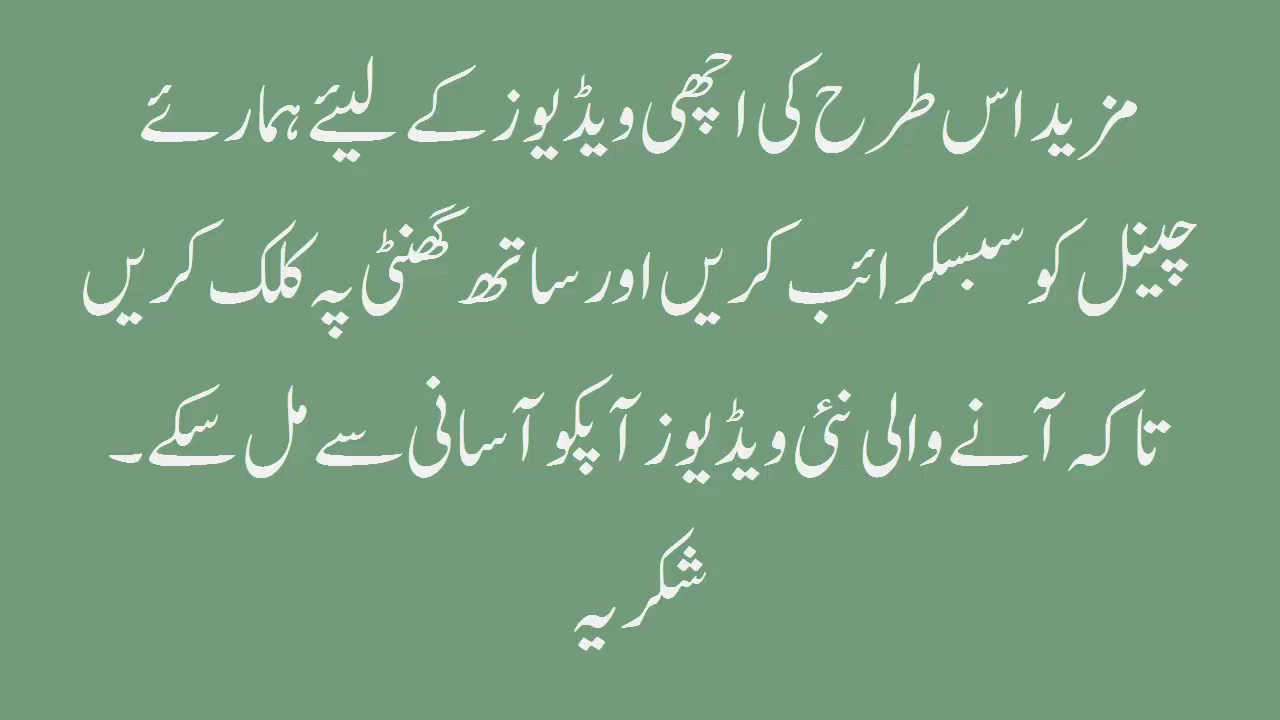 مزید اس طرح کی اچھی ویڈیوز کے لیئے ہمارے
چینل کو سبسکرائب کریں اور ساتھ گھنٹی پہ کلک کریں
تاکہ آنے والی نئی ویڈیوز آپکو آسانی سے مل سکے۔
شکریہ